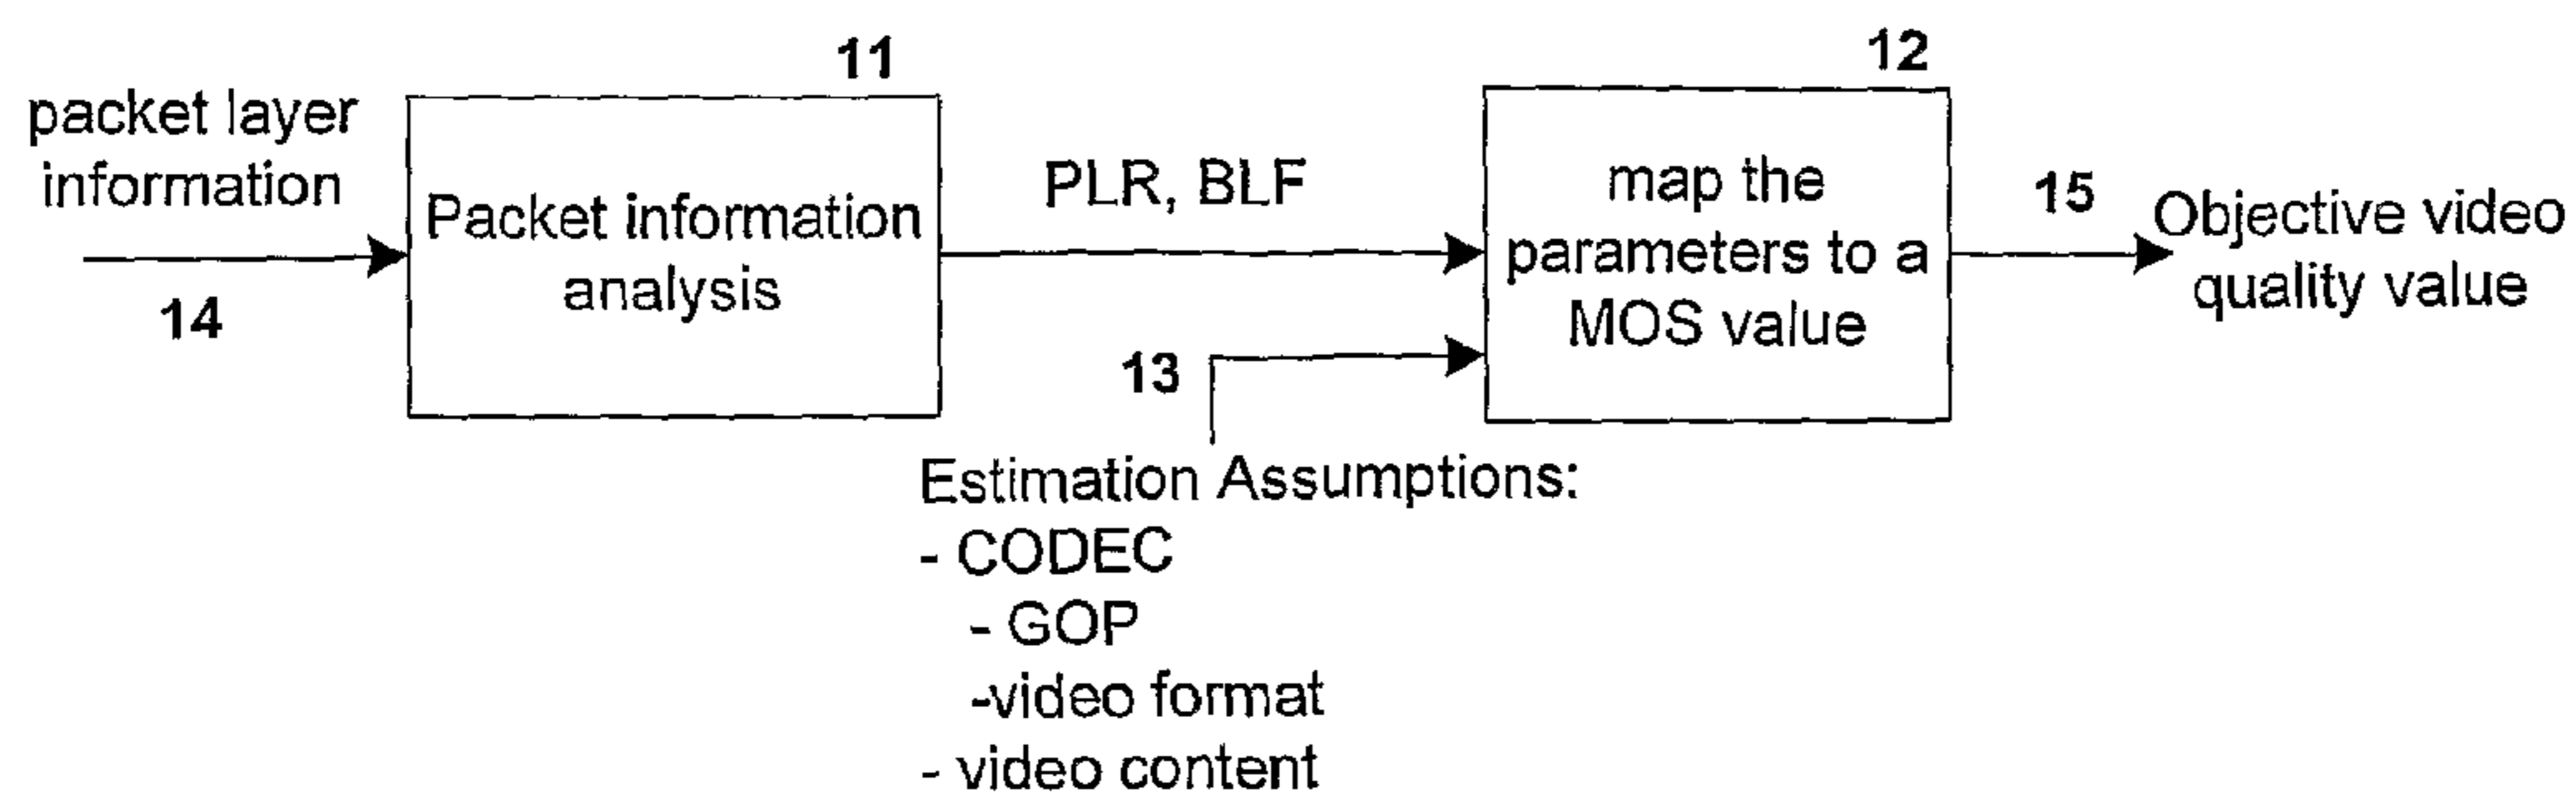 packet layer
information
14
11
Packet information
analysis
PLR, BLF
13
Estimation Assumptions:
- CODEC
- GOP
-video format
- video content
12
map the
parameters to a
MOS value
15
Objective video
quality value